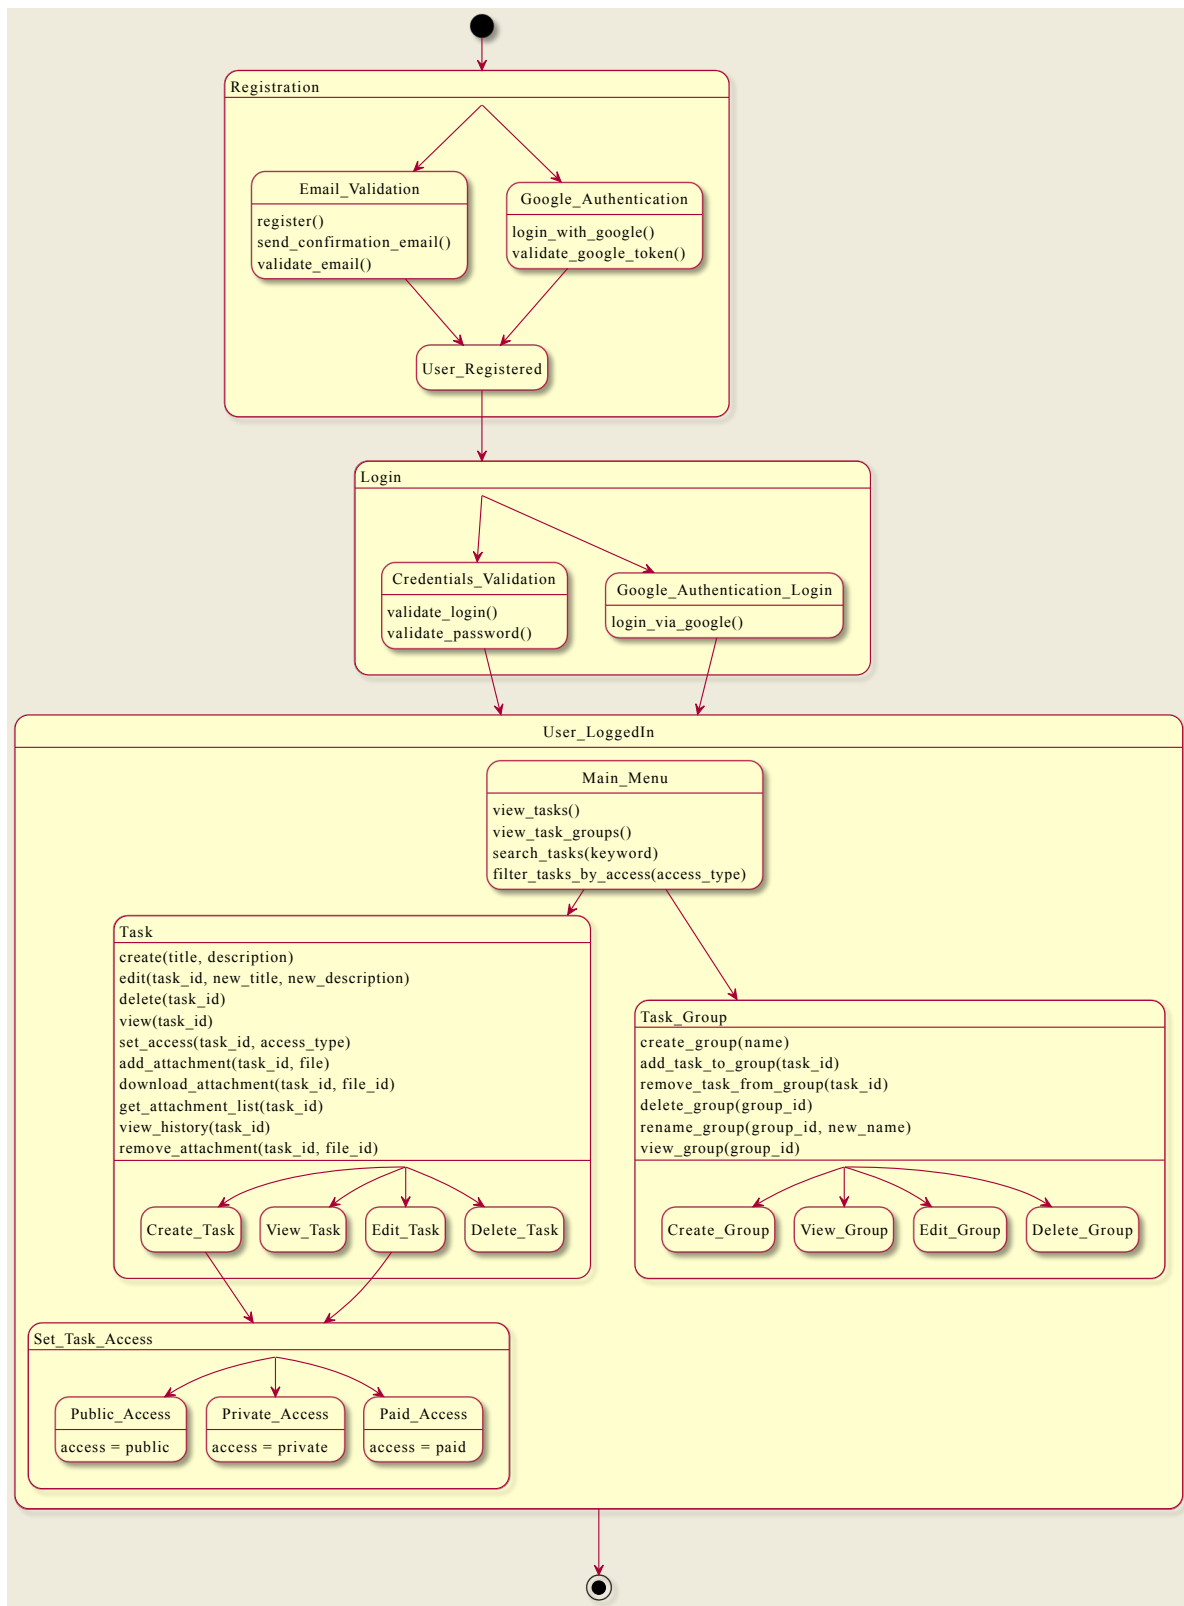 Registration
Email_Validation
register()
send_confirmation_email()
validate_email()
Google_Authentication
login_with_google()
validate_google_token()
User_Registered
Login
Credentials_Validation
validate_login()
validate_password()
Google_Authentication_Login
login_via_google()
User_LoggedIn
Main_Menu
view_tasks()
view_task_groups()
search_tasks(keyword)
filter_tasks_by_access(access_type)
Task
create(title, description)
edit(task_id, new_title, new_description)
delete(task_id)
view(task_id)
set_access(task_id, access_type)
add_attachment(task_id, file)
download_attachment(task_id, file_id)
get_attachment_list(task_id)
view_history(task_id)
remove_attachment(task_id, file_id)
Create_Task
View_Task
Edit_Task
Delete_Task
Task_Group
create_group(name)
add_task_to_group(task_id)
remove_task_from_group(task_id)
delete_group(group_id)
rename_group(group_id, new_name)
view_group(group_id)
Create_Group
View_Group
Edit_Group
Delete_Group
Set_Task_Access
Public_Access
access = public
Private_Access
access = private
Paid_Access
access = paid